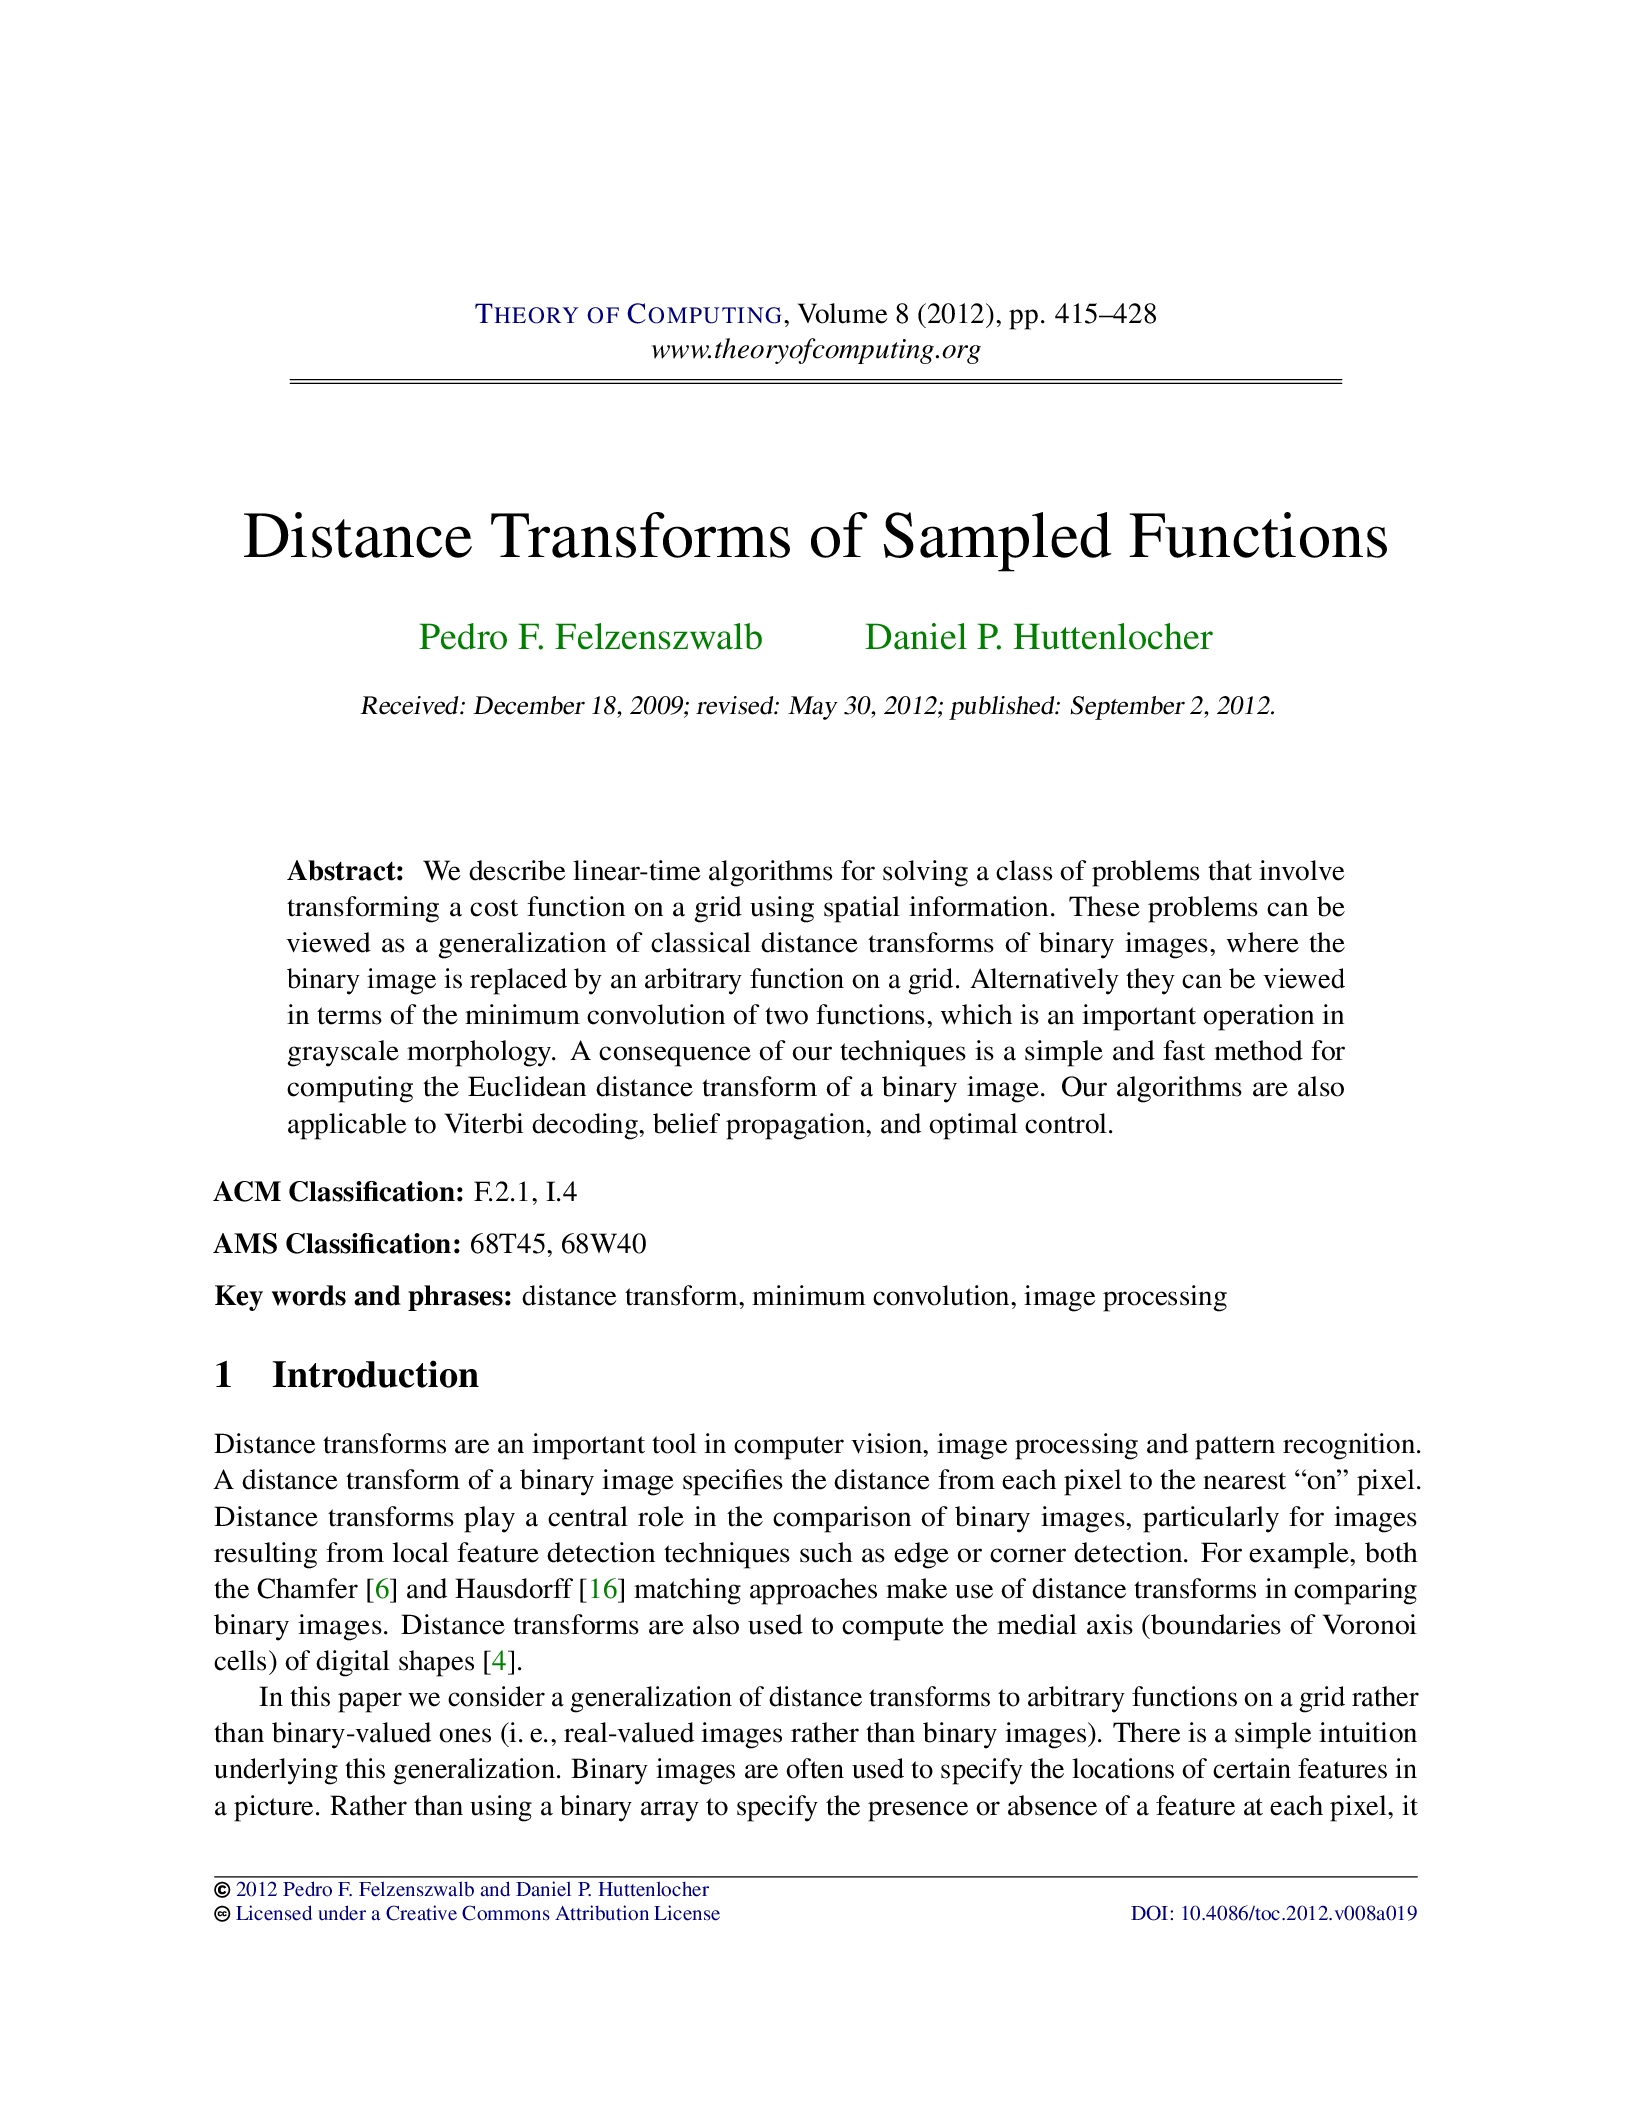 THEORY OF COMPUTING, Volume 8 (2012), pp. 415–428
www.theoryofcomputing.org
Distance Transforms of Sampled Functions
Pedro F. Felzenszwalb Daniel P. Huttenlocher
Received: December 18, 2009; revised: May 30, 2012; published: September 2, 2012.
Abstract: We describe linear-time algorithms for solving a class of problems that involve
transforming a cost function on a grid using spatial information. These problems can be
viewed as a generalization of classical distance transforms of binary images, where the
binary image is replaced by an arbitrary function on a grid. Alternatively they can be viewed
in terms of the minimum convolution of two functions, which is an important operation in
grayscale morphology. A consequence of our techniques is a simple and fast method for
computing the Euclidean distance transform of a binary image. Our algorithms are also
applicable to Viterbi decoding, belief propagation, and optimal control.
ACM Classification: F.2.1, I.4
AMS Classification: 68T45, 68W40
Key words and phrases: distance transform, minimum convolution, image processing
1 Introduction
Distance transforms are an important tool in computer vision, image processing and pattern recognition.
A distance transform of a binary image specifies the distance from each pixel to the nearest “on” pixel.
Distance transforms play a central role in the comparison of binary images, particularly for images
resulting from local feature detection techniques such as edge or corner detection. For example, both
the Chamfer [6] and Hausdorff [16] matching approaches make use of distance transforms in comparing
binary images. Distance transforms are also used to compute the medial axis (boundaries of Voronoi
cells) of digital shapes [4].
In this paper we consider a generalization of distance transforms to arbitrary functions on a grid rather
than binary-valued ones (i. e., real-valued images rather than binary images). There is a simple intuition
underlying this generalization. Binary images are often used to specify the locations of certain features in
a picture. Rather than using a binary array to specify the presence or absence of a feature at each pixel, it
© 2012 Pedro F. Felzenszwalb and Daniel P. Huttenlocher
🅭 Licensed under a Creative Commons Attribution License DOI: 10.4086/toc.2012.v008a019